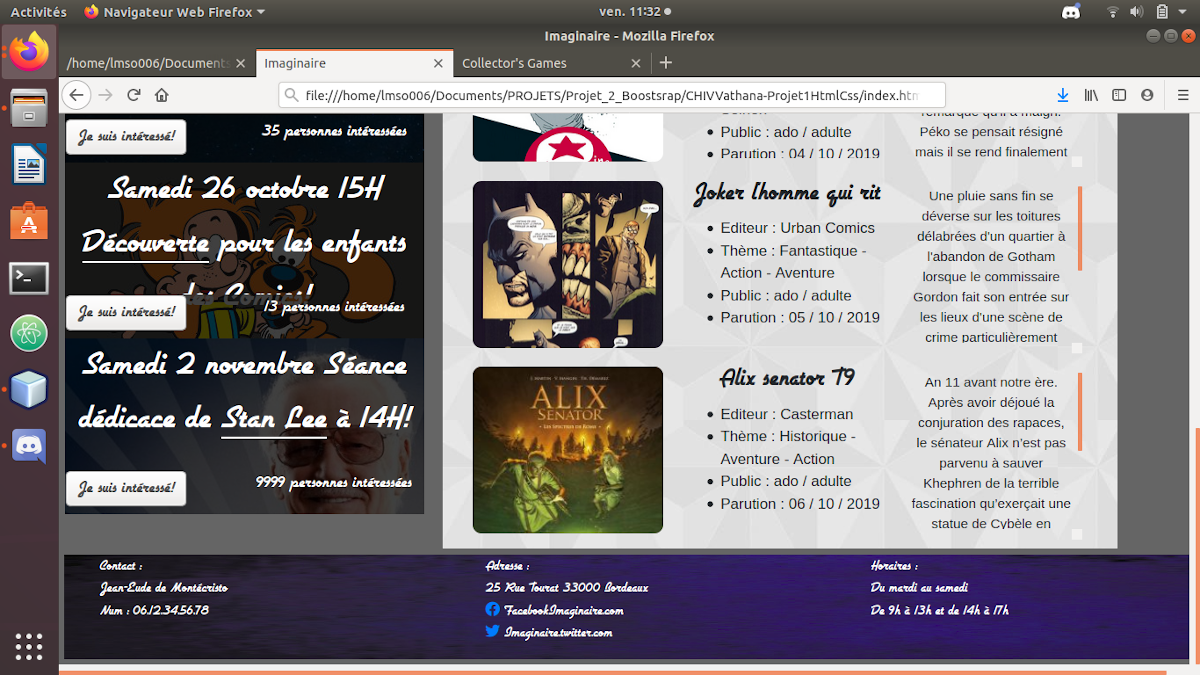 Activités
Navigateur Web Firefox
ven. 11:32
Imaginaire - Mozilla Firefox
/home/lmso006/Documents
Imaginaire
Collector's Games
file:///home/lmso006/Documents/PROJETS/Projet_2_Boostsrap/CHIVVathana-Projet1HtmlCss/index.htm
Je suis intéressé!
35 personnes intéressées
Samedi 26 octobre 15H
Découverte pour les enfants
des Comics!
Je suis intéressé!
13 personnes intéressées
Samedi 2 novembre Séance
dédicace de Stan Lee à 14H!
Je suis intéressé!
9999 personnes intéressées
Public : ado / adulte
Parution : 04 / 10 / 2019
remarque qu'il a maigri.
Péko se pensait résigné
mais il se rend finalement
Joker l'homme qui rit
Editeur : Urban Comics
Thème : Fantastique -
Action - Aventure
Public : ado / adulte
Parution : 05 / 10 / 2019
Une pluie sans fin se
déverse sur les toitures
délabrées d'un quartier à
l'abandon de Gotham
lorsque le commissaire
Gordon fait son entrée sur
les lieux d'une scène de
crime particulièrement
ALIX
SENATOR
Alix senator T9
Editeur : Casterman
Thème : Historique -
Aventure - Action
Public : ado / adulte
Parution : 06 / 10 / 2019
An 11 avant notre ère.
Après avoir déjoué la
conjuration des rapaces,
le sénateur Alix n'est pas
parvenu à sauver
Khephren de la terrible
fascination qu'exerçait une
statue de Cybèle en
Contact :
Jean-Eude de Montécristo
Num : 06.12.34.56.78
Adresse :
25 Rue Tourat 33000 Bordeaux
FacebookImaginaire.com
Imaginaire.twitter.com
Horaires :
Du mardi au samedi
De 9h à 13h et de 14h à 17h